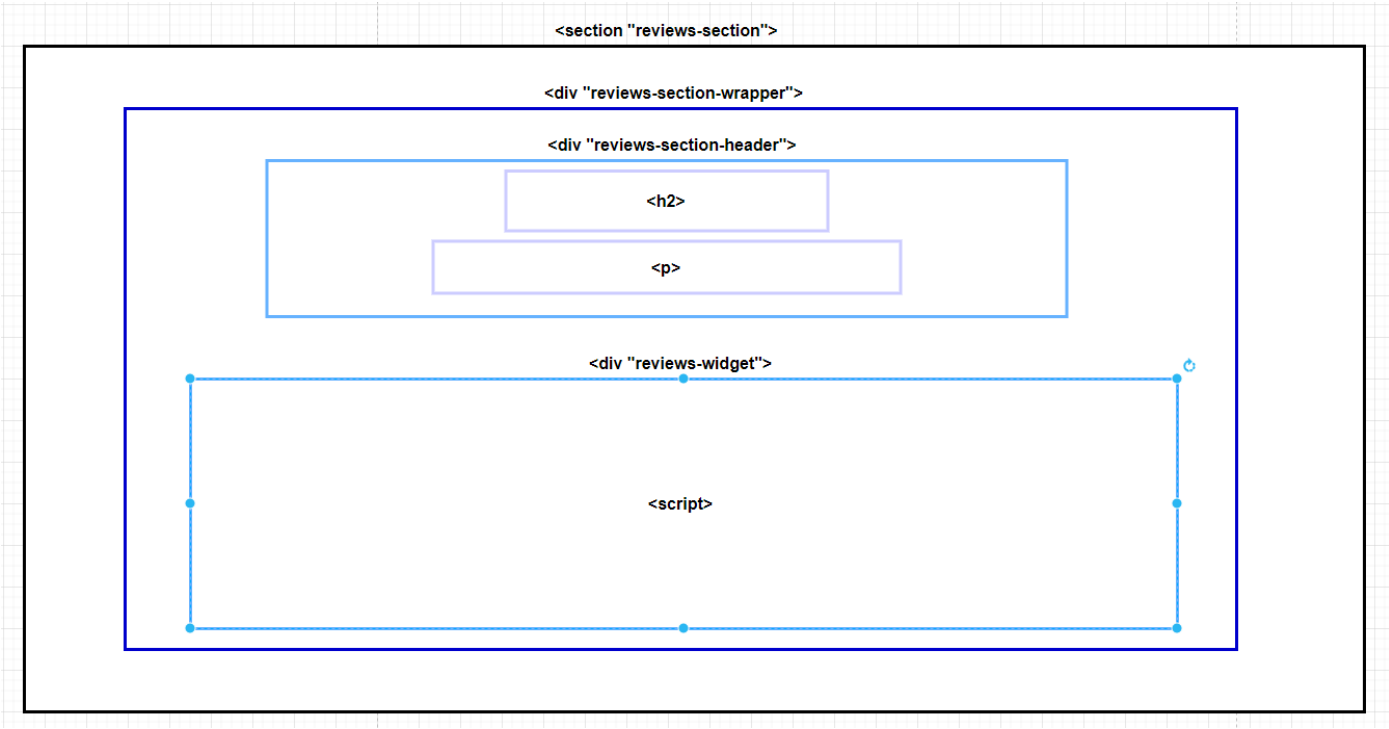 <section "reviews-section">
<div "reviews-section-wrapper">
<div "reviews-section-header">
<h2>
<p>
<div "reviews-widget">
<script>